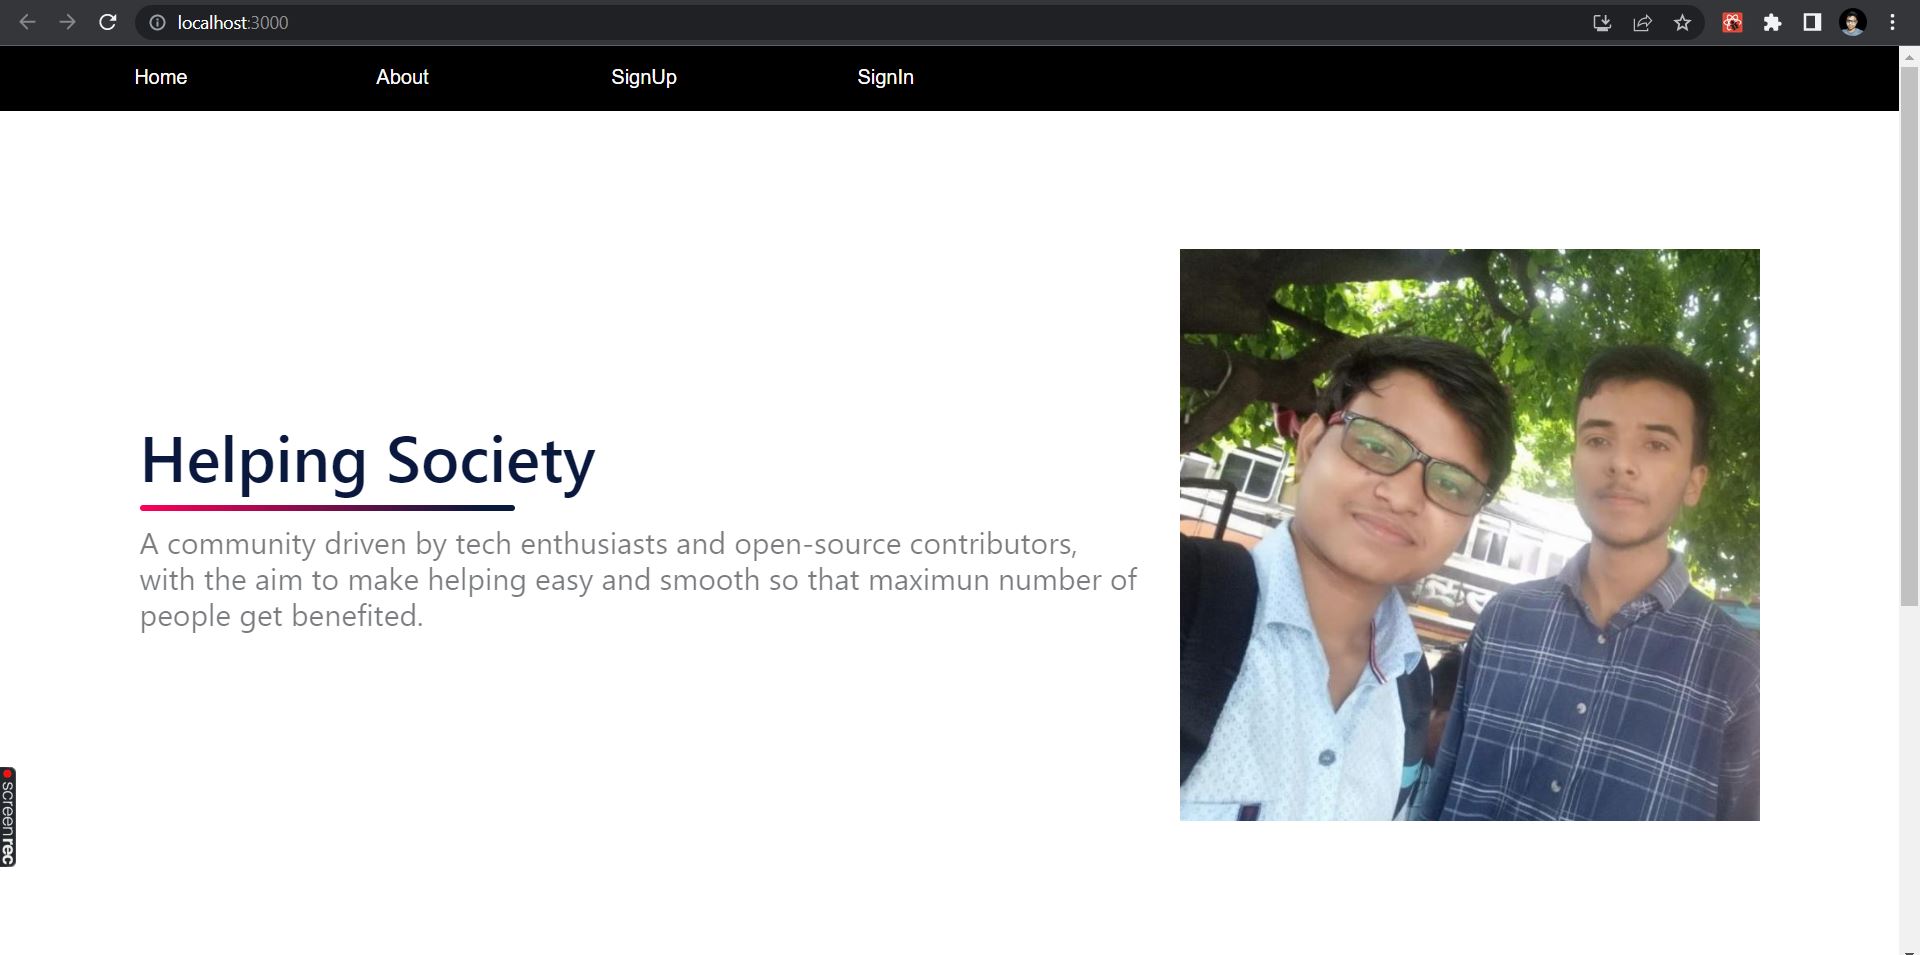 localhost:3000
Home About SignUp SignIn
Helping Society
A community driven by tech enthusiasts and open-source contributors,
with the aim to make helping easy and smooth so that maximun number of
people get benefited.
screenrec